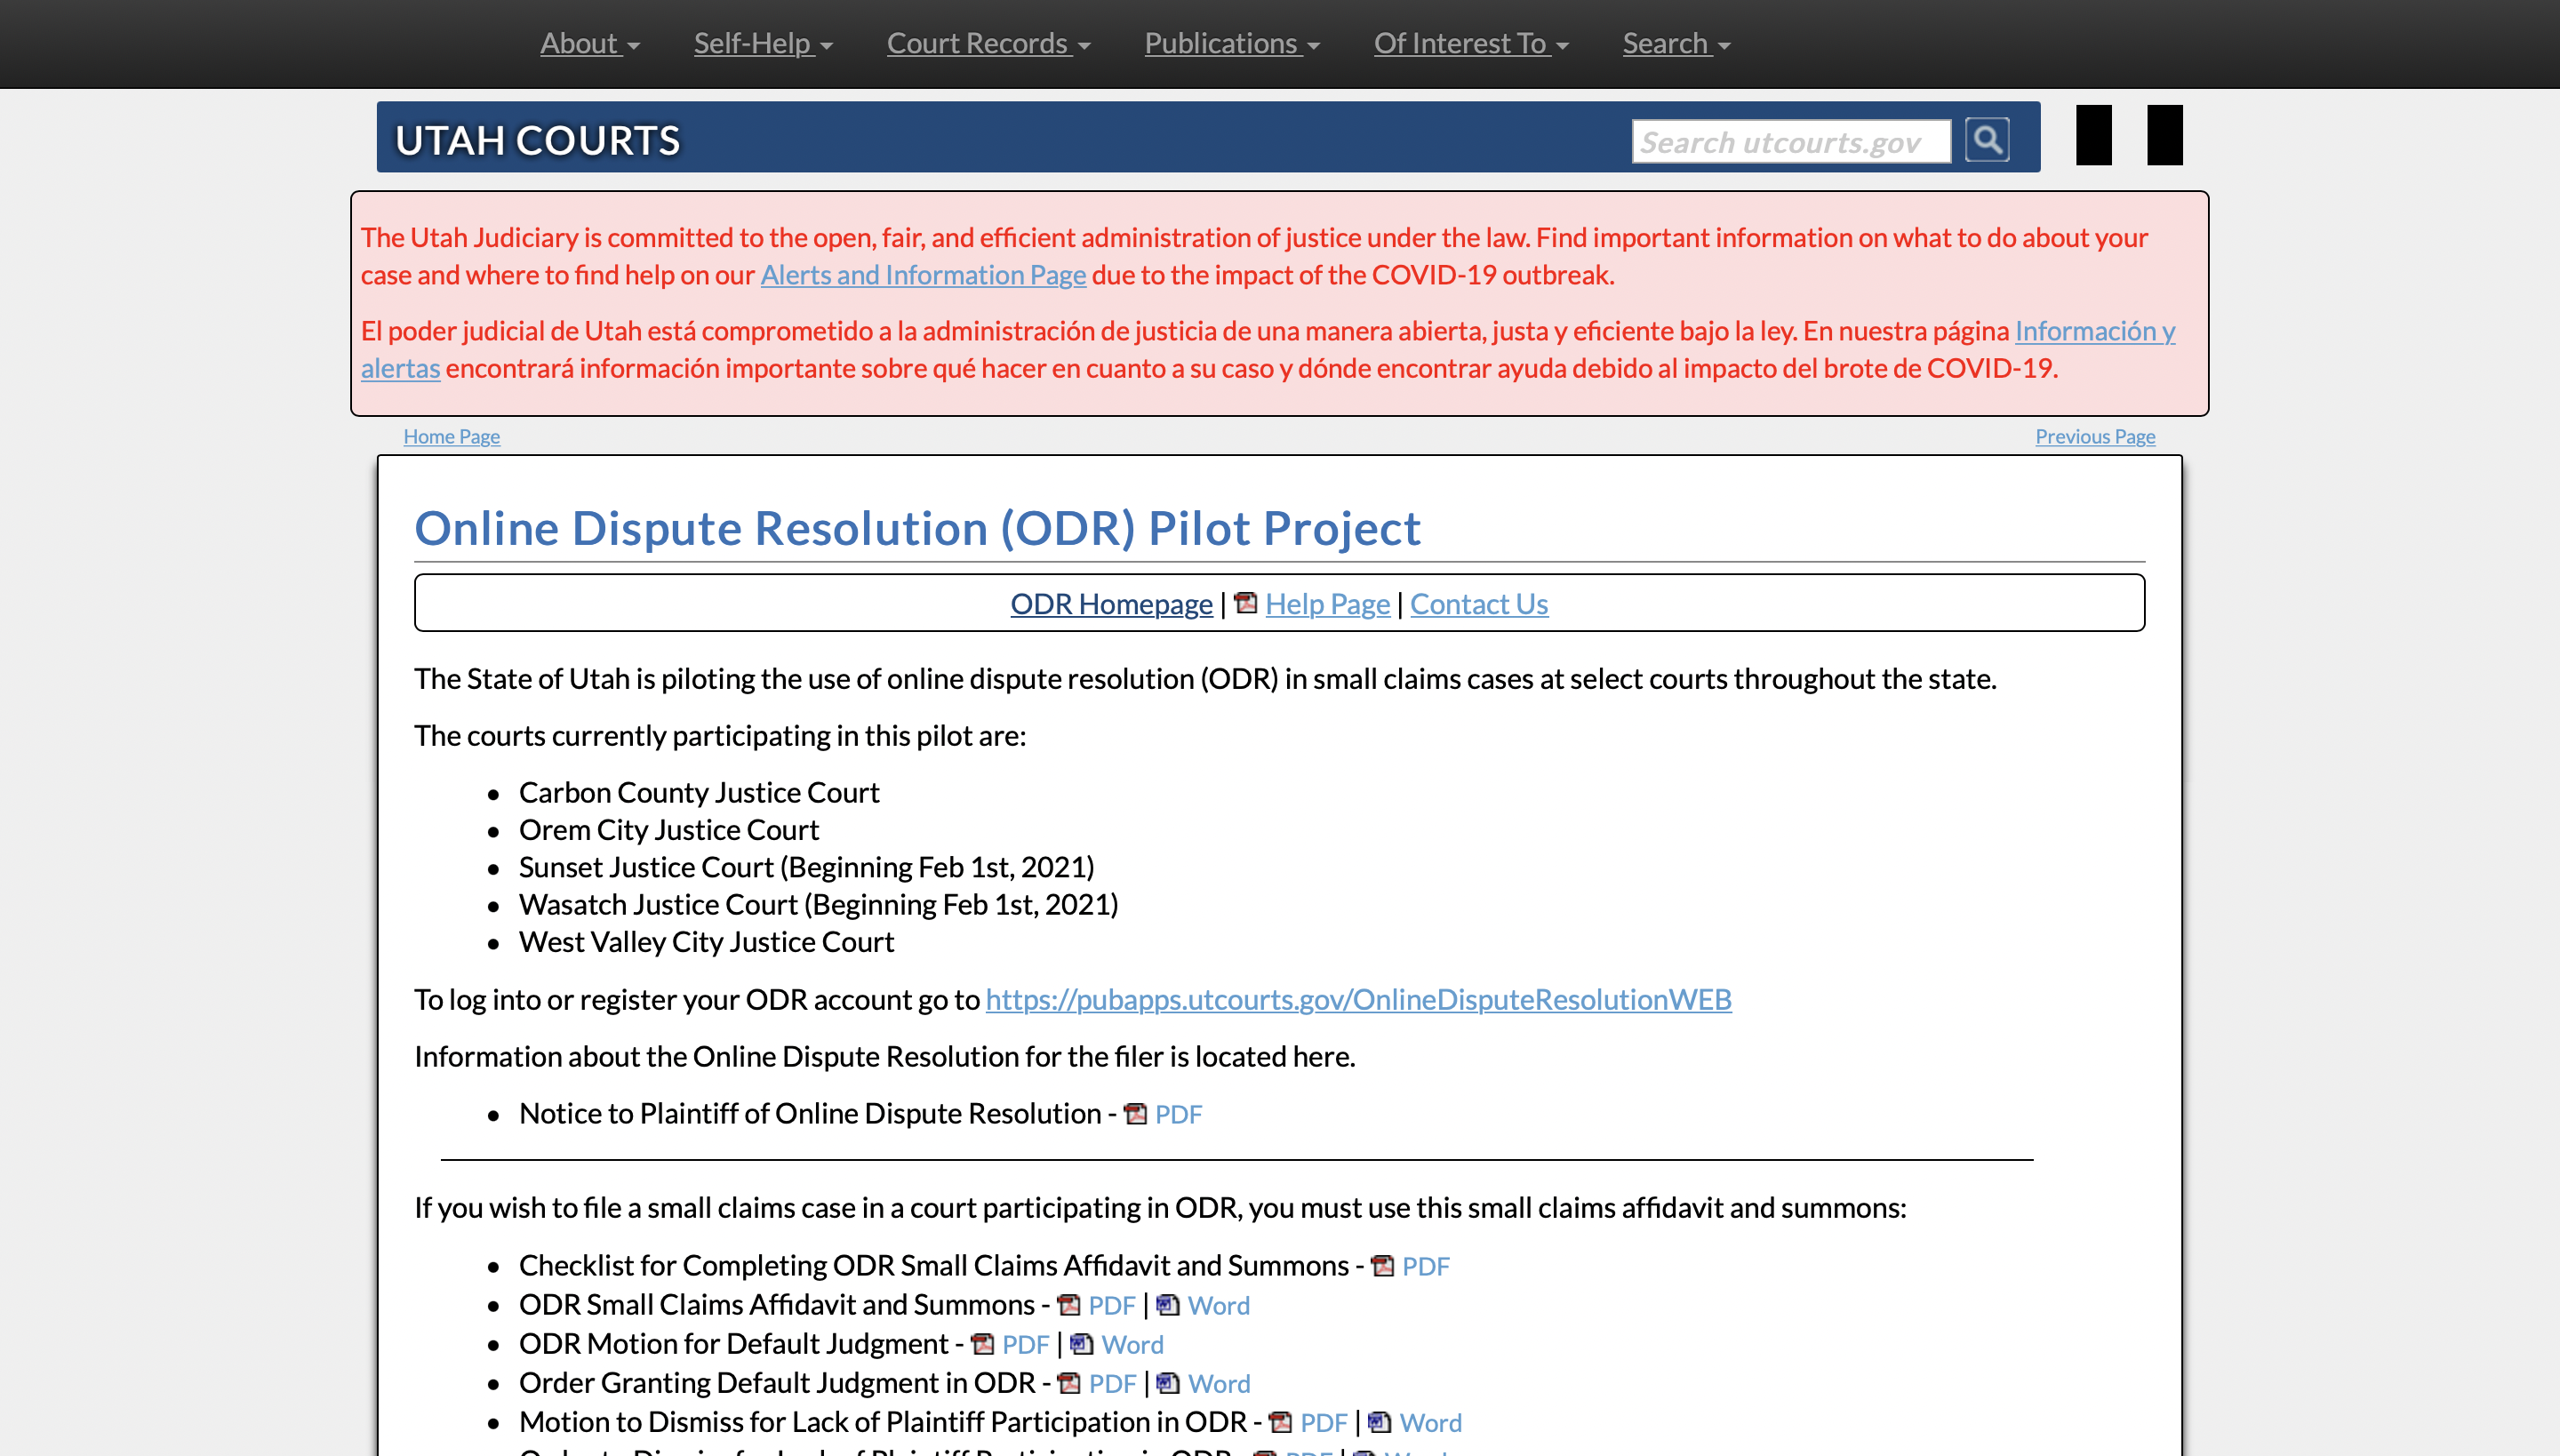 About
Self-Help
Court Records
Publications
Of Interest To
Search
UTAH COURTS
Search utcourts.gov
The Utah Judiciary is committed to the open, fair, and efficient administration of justice under the law. Find important information on what to do about your
case and where to find help on our Alerts and Information Page due to the impact of the COVID-19 outbreak.
El poder judicial de Utah está comprometido a la administración de justicia de una manera abierta, justa y eficiente bajo la ley. En nuestra página Información y
alertas encontrará información importante sobre qué hacer en cuanto a su caso y dónde encontrar ayuda debido al impacto del brote de COVID-19.
Home Page
Previous Page
Online Dispute Resolution (ODR) Pilot Project
ODR Homepage | Help Page | Contact Us
The State of Utah is piloting the use of online dispute resolution (ODR) in small claims cases at select courts throughout the state.
The courts currently participating in this pilot are:
Carbon County Justice Court
Orem City Justice Court
Sunset Justice Court (Beginning Feb 1st, 2021)
Wasatch Justice Court (Beginning Feb 1st, 2021)
West Valley City Justice Court
To log into or register your ODR account go to https://pubapps.utcourts.gov/OnlineDisputeResolutionWEB
Information about the Online Dispute Resolution for the filer is located here.
Notice to Plaintiff of Online Dispute Resolution - PDF
If you wish to file a small claims case in a court participating in ODR, you must use this small claims affidavit and summons:
Checklist for Completing ODR Small Claims Affidavit and Summons - PDF
ODR Small Claims Affidavit and Summons - PDF | Word
ODR Motion for Default Judgment - PDF | Word
Order Granting Default Judgment in ODR - PDF | Word
Motion to Dismiss for Lack of Plaintiff Participation in ODR - PDF | Word